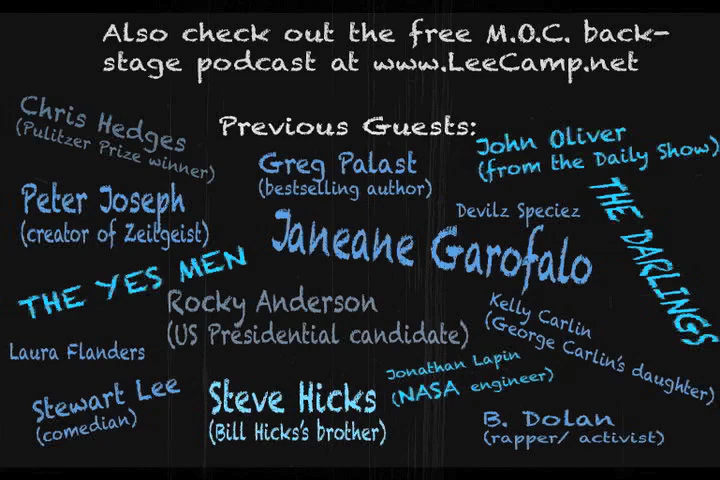 Also check out the free M.O.C. back-
stage podcast at www.LeeCamp.net
Previous Guests:
Chris Hedges
(Pulitzer Prize winner)
Greg Palast
(bestselling author)
John Oliver
(from the Daily Show)
Peter Joseph
(creator of Zeitgeist)
Janeane Garofalo
Devilz Speciez
THE DARLINGS
THE YES MEN
Rocky Anderson
(US Presidential candidate)
Kelly Carlin
(George Carlin's daughter)
Laura Flanders
Stewart Lee
(comedian)
Steve Hicks
(Bill Hicks's brother)
Jonathan Lapin
(NASA engineer)
B. Dolan
(rapper/ activist)